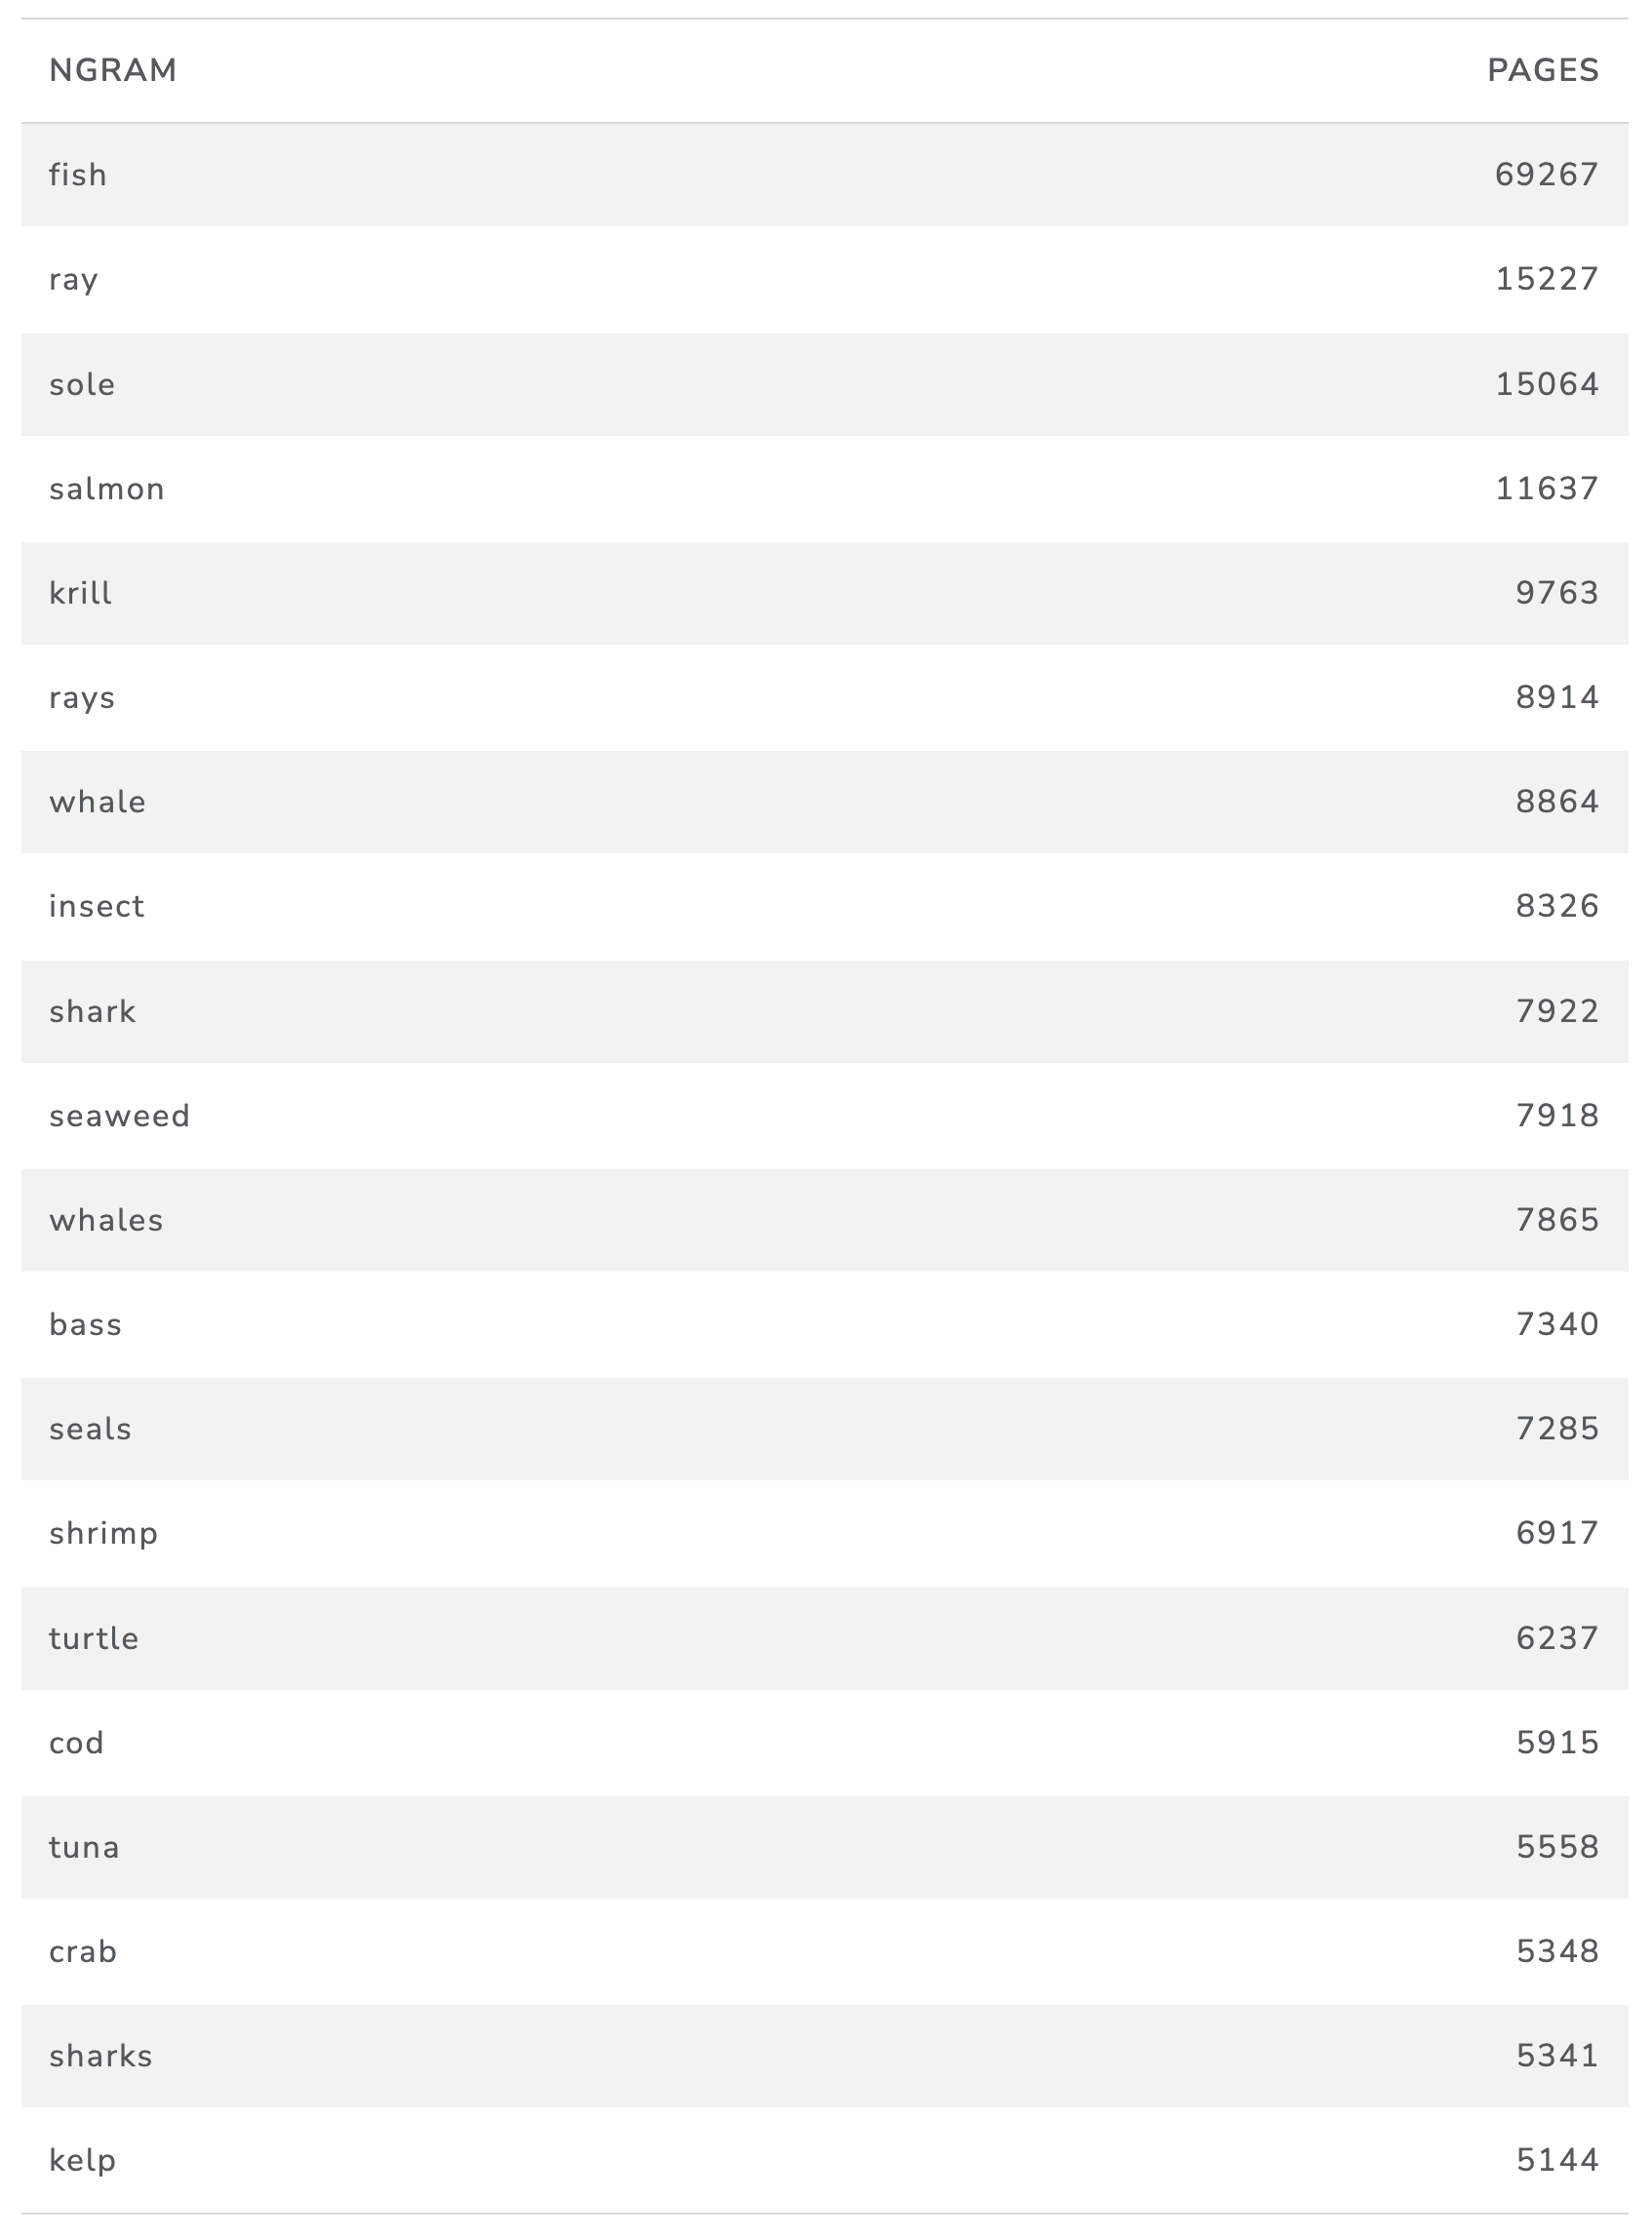 NGRAM PAGES
fish 69267
ray 15227
sole 15064
salmon 11637
krill 9763
rays 8914
whale 8864
insect 8326
shark 7922
seaweed 7918
whales 7865
bass 7340
seals 7285
shrimp 6917
turtle 6237
cod 5915
tuna 5558
crab 5348
sharks 5341
kelp 5144